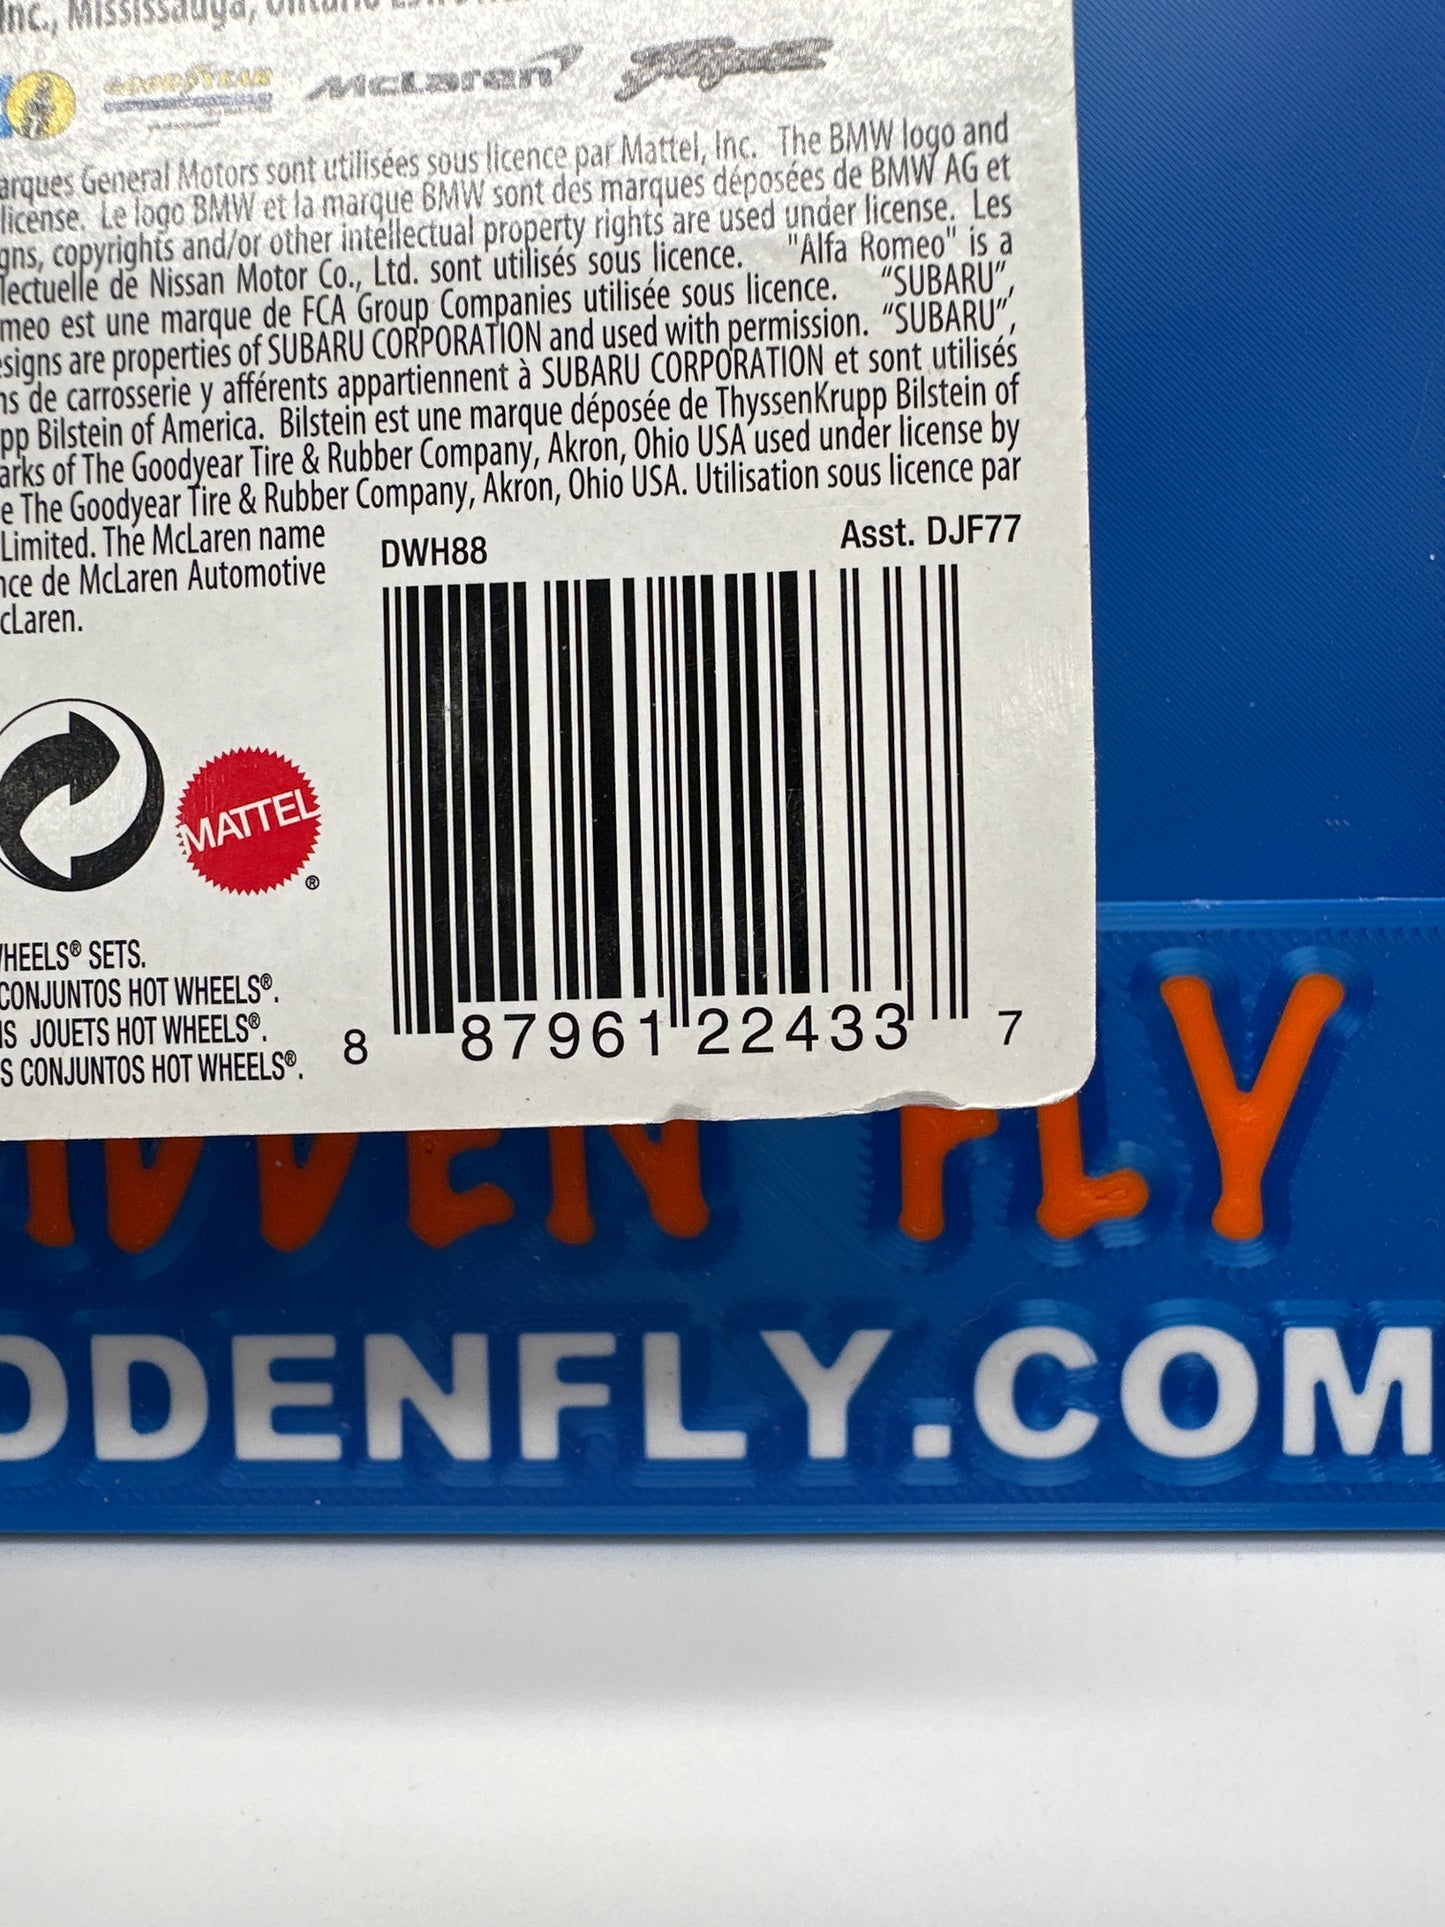 Inc., Mississauga, Ontario
GOODYEAR
McLaren
arques General Motors sont utilisées sous licence par Mattel, Inc. The BMW logo and
license. Le logo BMW et la marque BMW sont des marques déposées de BMW AG et
gns, copyrights and/or other intellectual property rights are used under license. Les
lectuelle de Nissan Motor Co., Ltd. sont utilisés sous licence. "Alfa Romeo" is a
meo est une marque de FCA Group Companies utilisée sous licence. “SUBARU”,
esigns are properties of SUBARU CORPORATION and used with permission. “SUBARU”,
ns de carrosserie y afférents appartiennent à SUBARU CORPORATION et sont utilisés
pp Bilstein of America. Bilstein est une marque déposée de ThyssenKrupp Bilstein of
arks of The Goodyear Tire & Rubber Company, Akron, Ohio USA used under license by
e The Goodyear Tire & Rubber Company, Akron, Ohio USA. Utilisation sous licence par
Limited. The McLaren name
nce de McLaren Automotive
cLaren.
DWH88 Asst. DJF77
MATTEL®
HEELS® SETS.
CONJUNTOS HOT WHEELS®.
IS JOUETS HOT WHEELS®.
S CONJUNTOS HOT WHEELS®.
8 87961 22433 7
IDDEN FLY
DDENFLY.COM